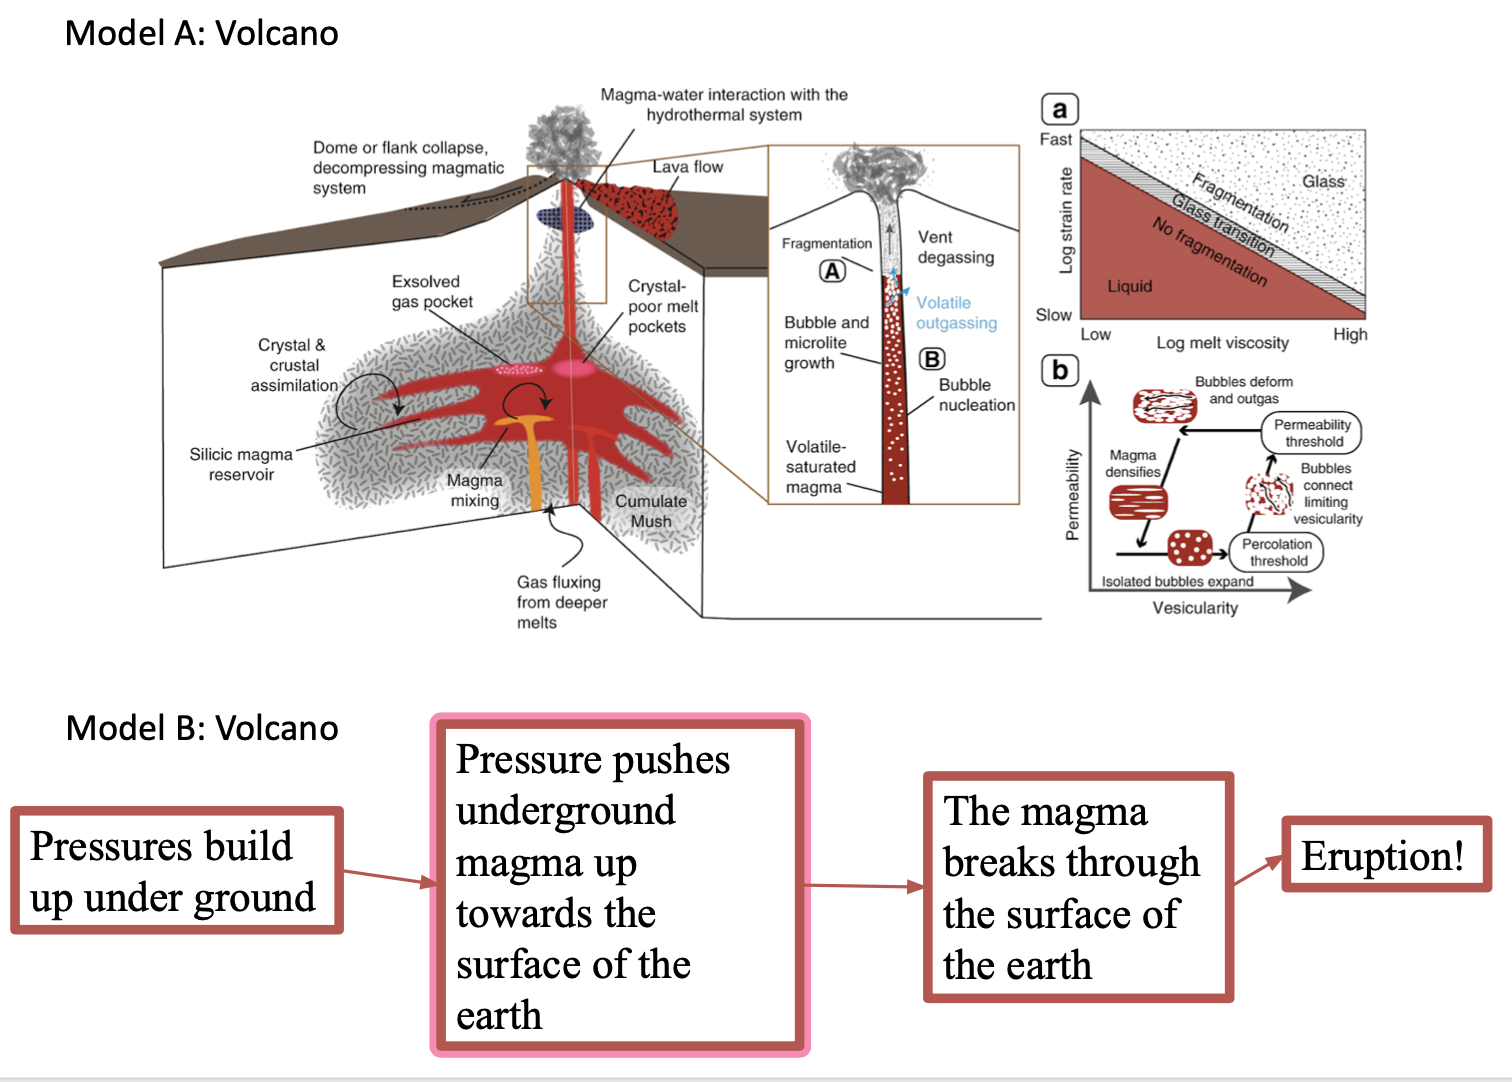 Model A: Volcano
Magma-water interaction with the
hydrothermal system
Dome or flank collapse,
decompressing magmatic
system
Lava flow
Exsolved
gas pocket
Crystal-
poor melt
pockets
Crystal &
crustal
assimilation
Silicic magma
reservoir
Magma
mixing
Cumulate
Mush
Gas fluxing
from deeper
melts
Fragmentation
A
Vent
degassing
Volatile
outgassing
Bubble and
microlite
growth
B
Bubble
nucleation
Volatile-
saturated
magma
a
Fast
Log strain rate
Slow
Fragmentation
Glass
Glass transition
No fragmentation
Liquid
Low
Log melt viscosity
High
b
Bubbles deform
and outgas
Permeability
threshold
Magma
densifies
Bubbles
connect
limiting
vesicularity
Permeability
Percolation
threshold
Isolated bubbles expand
Vesicularity
Model B: Volcano
Pressures build
up under ground
Pressure pushes
underground
magma up
towards the
surface of the
earth
The magma
breaks through
the surface of
the earth
Eruption!